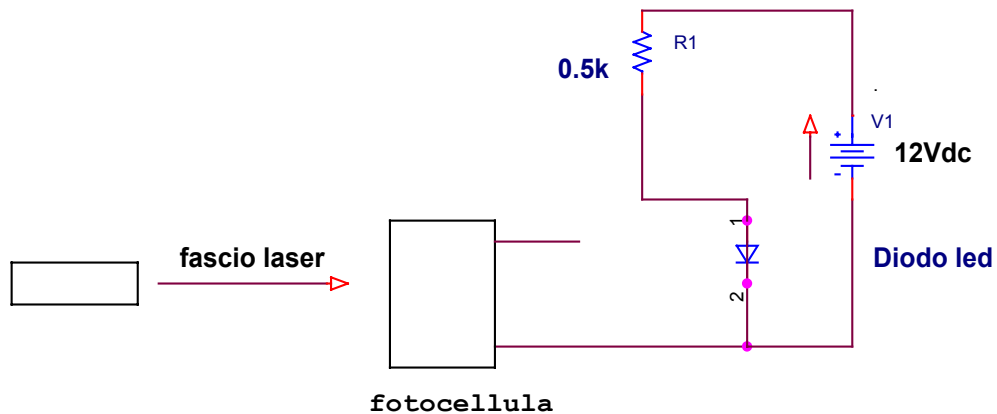 R1
0.5k
V1
+
12Vdc
-
1
fascio laser
Diodo led
2
fotocellula